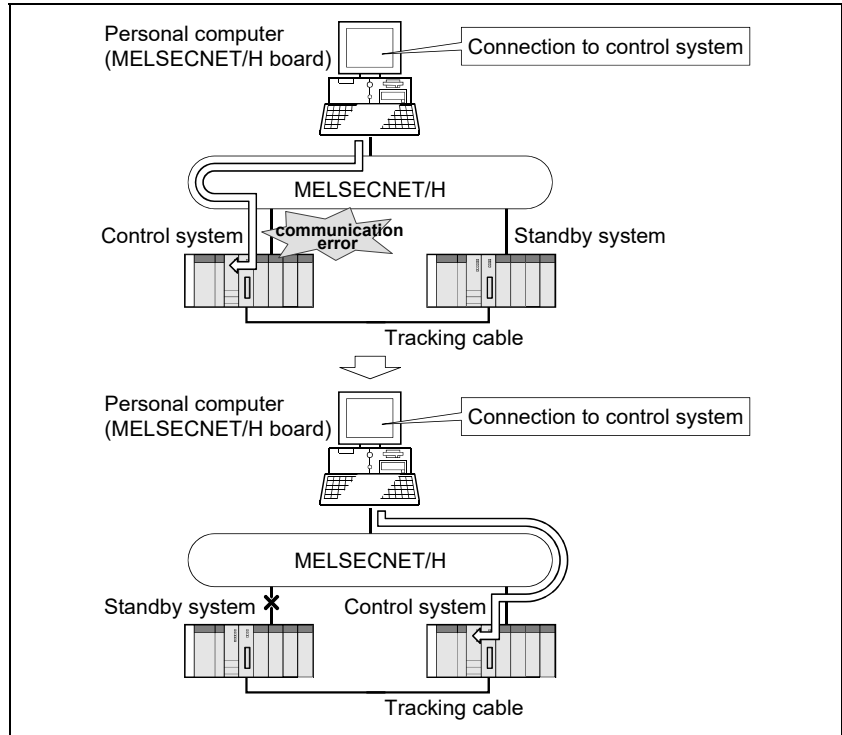 Personal computer
(MELSECNET/H board)
Connection to control system
MELSECNET/H
Control system
communication
error
Standby system
Tracking cable
Personal computer
(MELSECNET/H board)
Connection to control system
MELSECNET/H
Standby system
Control system
Tracking cable